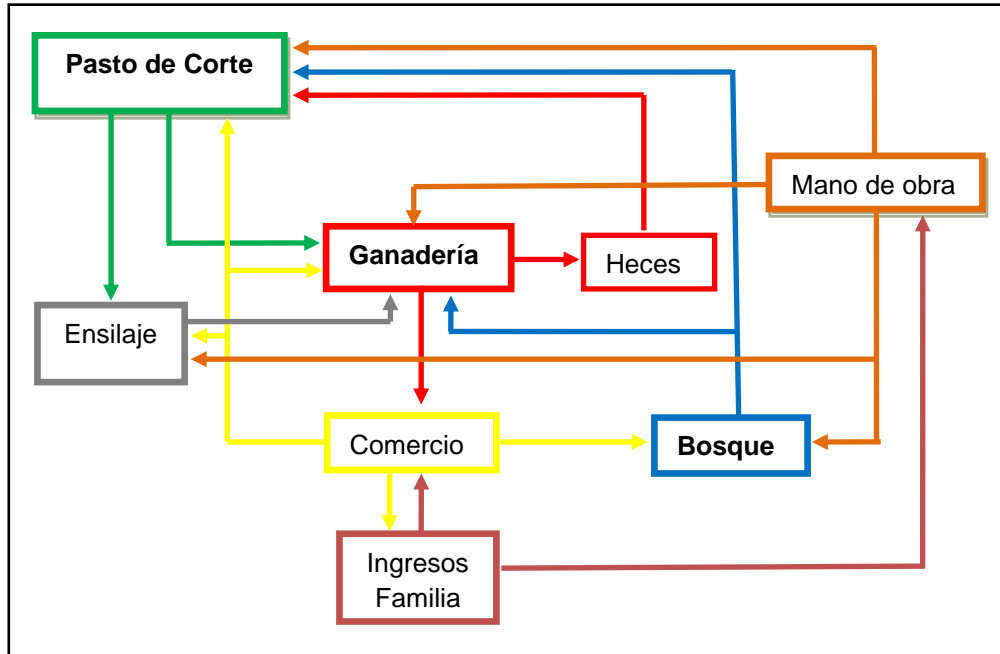 Pasto de Corte
Mano de obra
Ganadería
Heces
Ensilaje
Comercio
Bosque
Ingresos
Familia